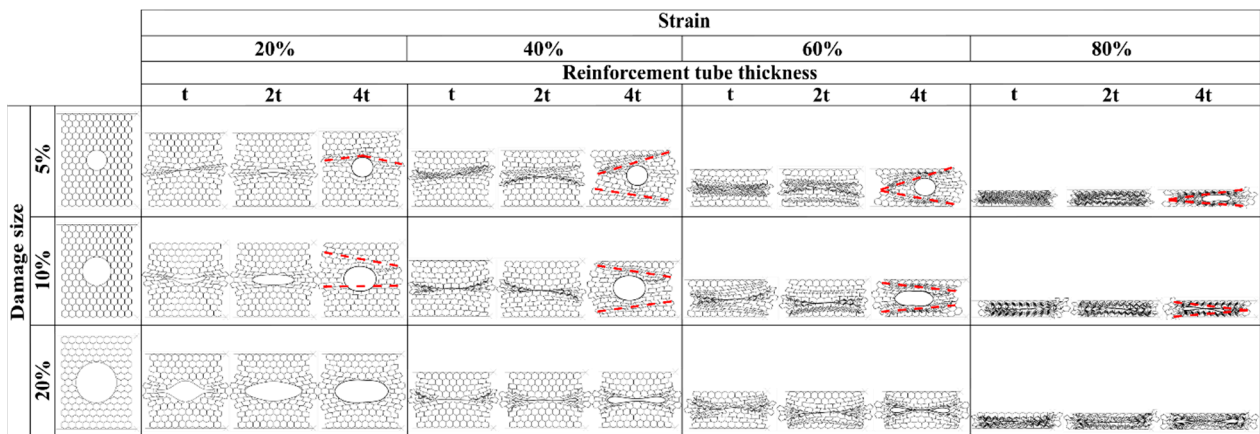 Strain
20% 40% 60% 80%
Reinforcement tube thickness
t 2t 4t t 2t 4t t 2t 4t t 2t 4t
Damage size
5%
10%
20%